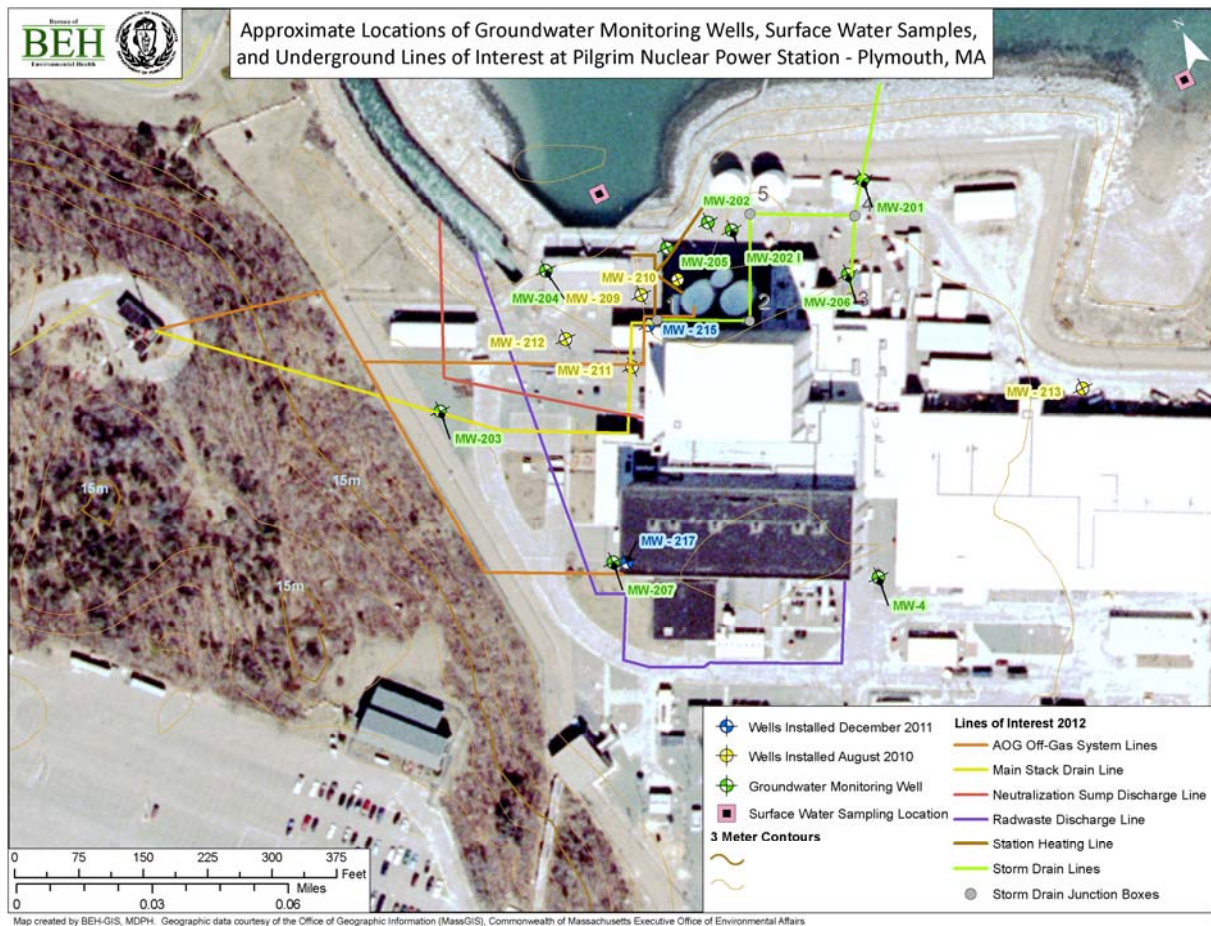 Bureau of
BEH
Environmental Health
Approximate Locations of Groundwater Monitoring Wells, Surface Water Samples,
and Underground Lines of Interest at Pilgrim Nuclear Power Station - Plymouth, MA
N
MW-202
5
MW-201
4
MW-205
MW-202 I
MW - 210
MW-204
MW - 209
MW-206
3
1
2
MW - 215
MW - 212
MW - 211
MW - 213
MW-203
15m
15m
15m
MW - 217
MW-207
MW-4
Wells Installed December 2011
Wells Installed August 2010
Groundwater Monitoring Well
Surface Water Sampling Location
3 Meter Contours
Lines of Interest 2012
AOG Off-Gas System Lines
Main Stack Drain Line
Neutralization Sump Discharge Line
Radwaste Discharge Line
Station Heating Line
Storm Drain Lines
Storm Drain Junction Boxes
0 75 150 225 300 375
Feet
Miles
0 0.03 0.06
Map created by BEH-GIS, MDPH. Geographic data courtesy of the Office of Geographic Information (MassGIS), Commonwealth of Massachusetts Executive Office of Environmental Affairs